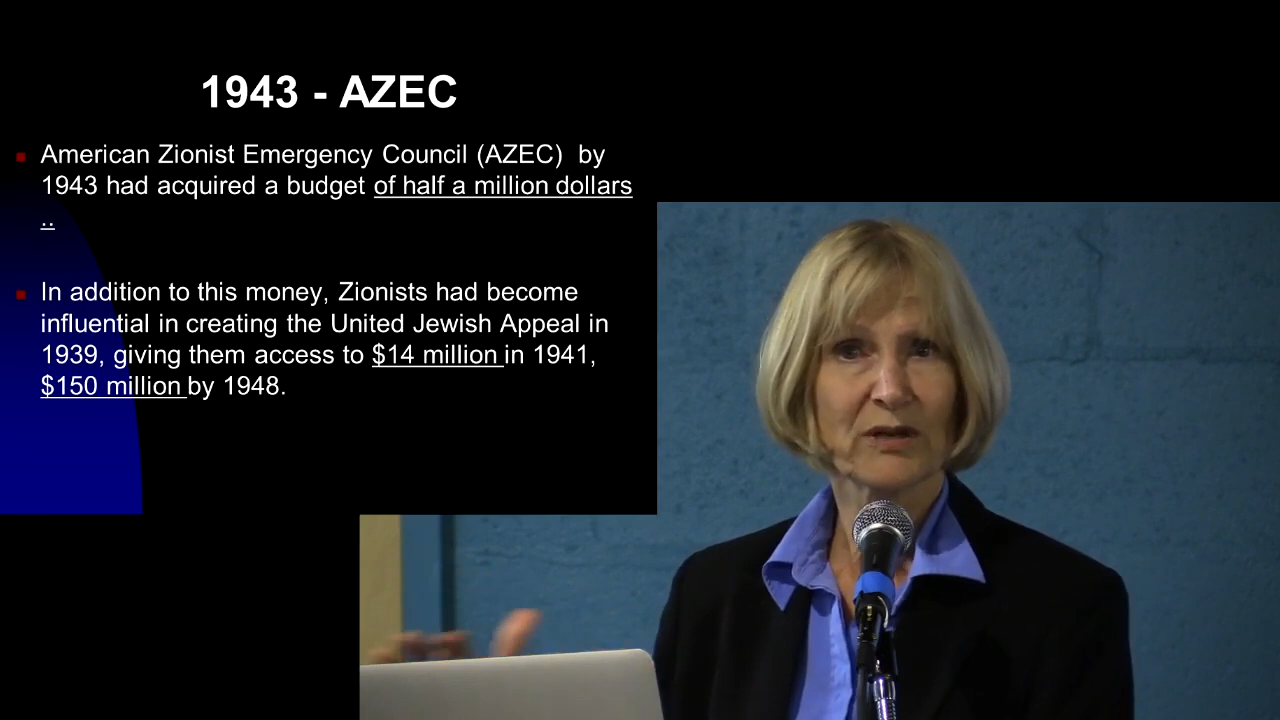 1943 - AZEC
American Zionist Emergency Council (AZEC)  by
1943 had acquired a budget of half a million dollars
..
In addition to this money, Zionists had become
influential in creating the United Jewish Appeal in
1939, giving them access to $14 million in 1941,
$150 million by 1948.